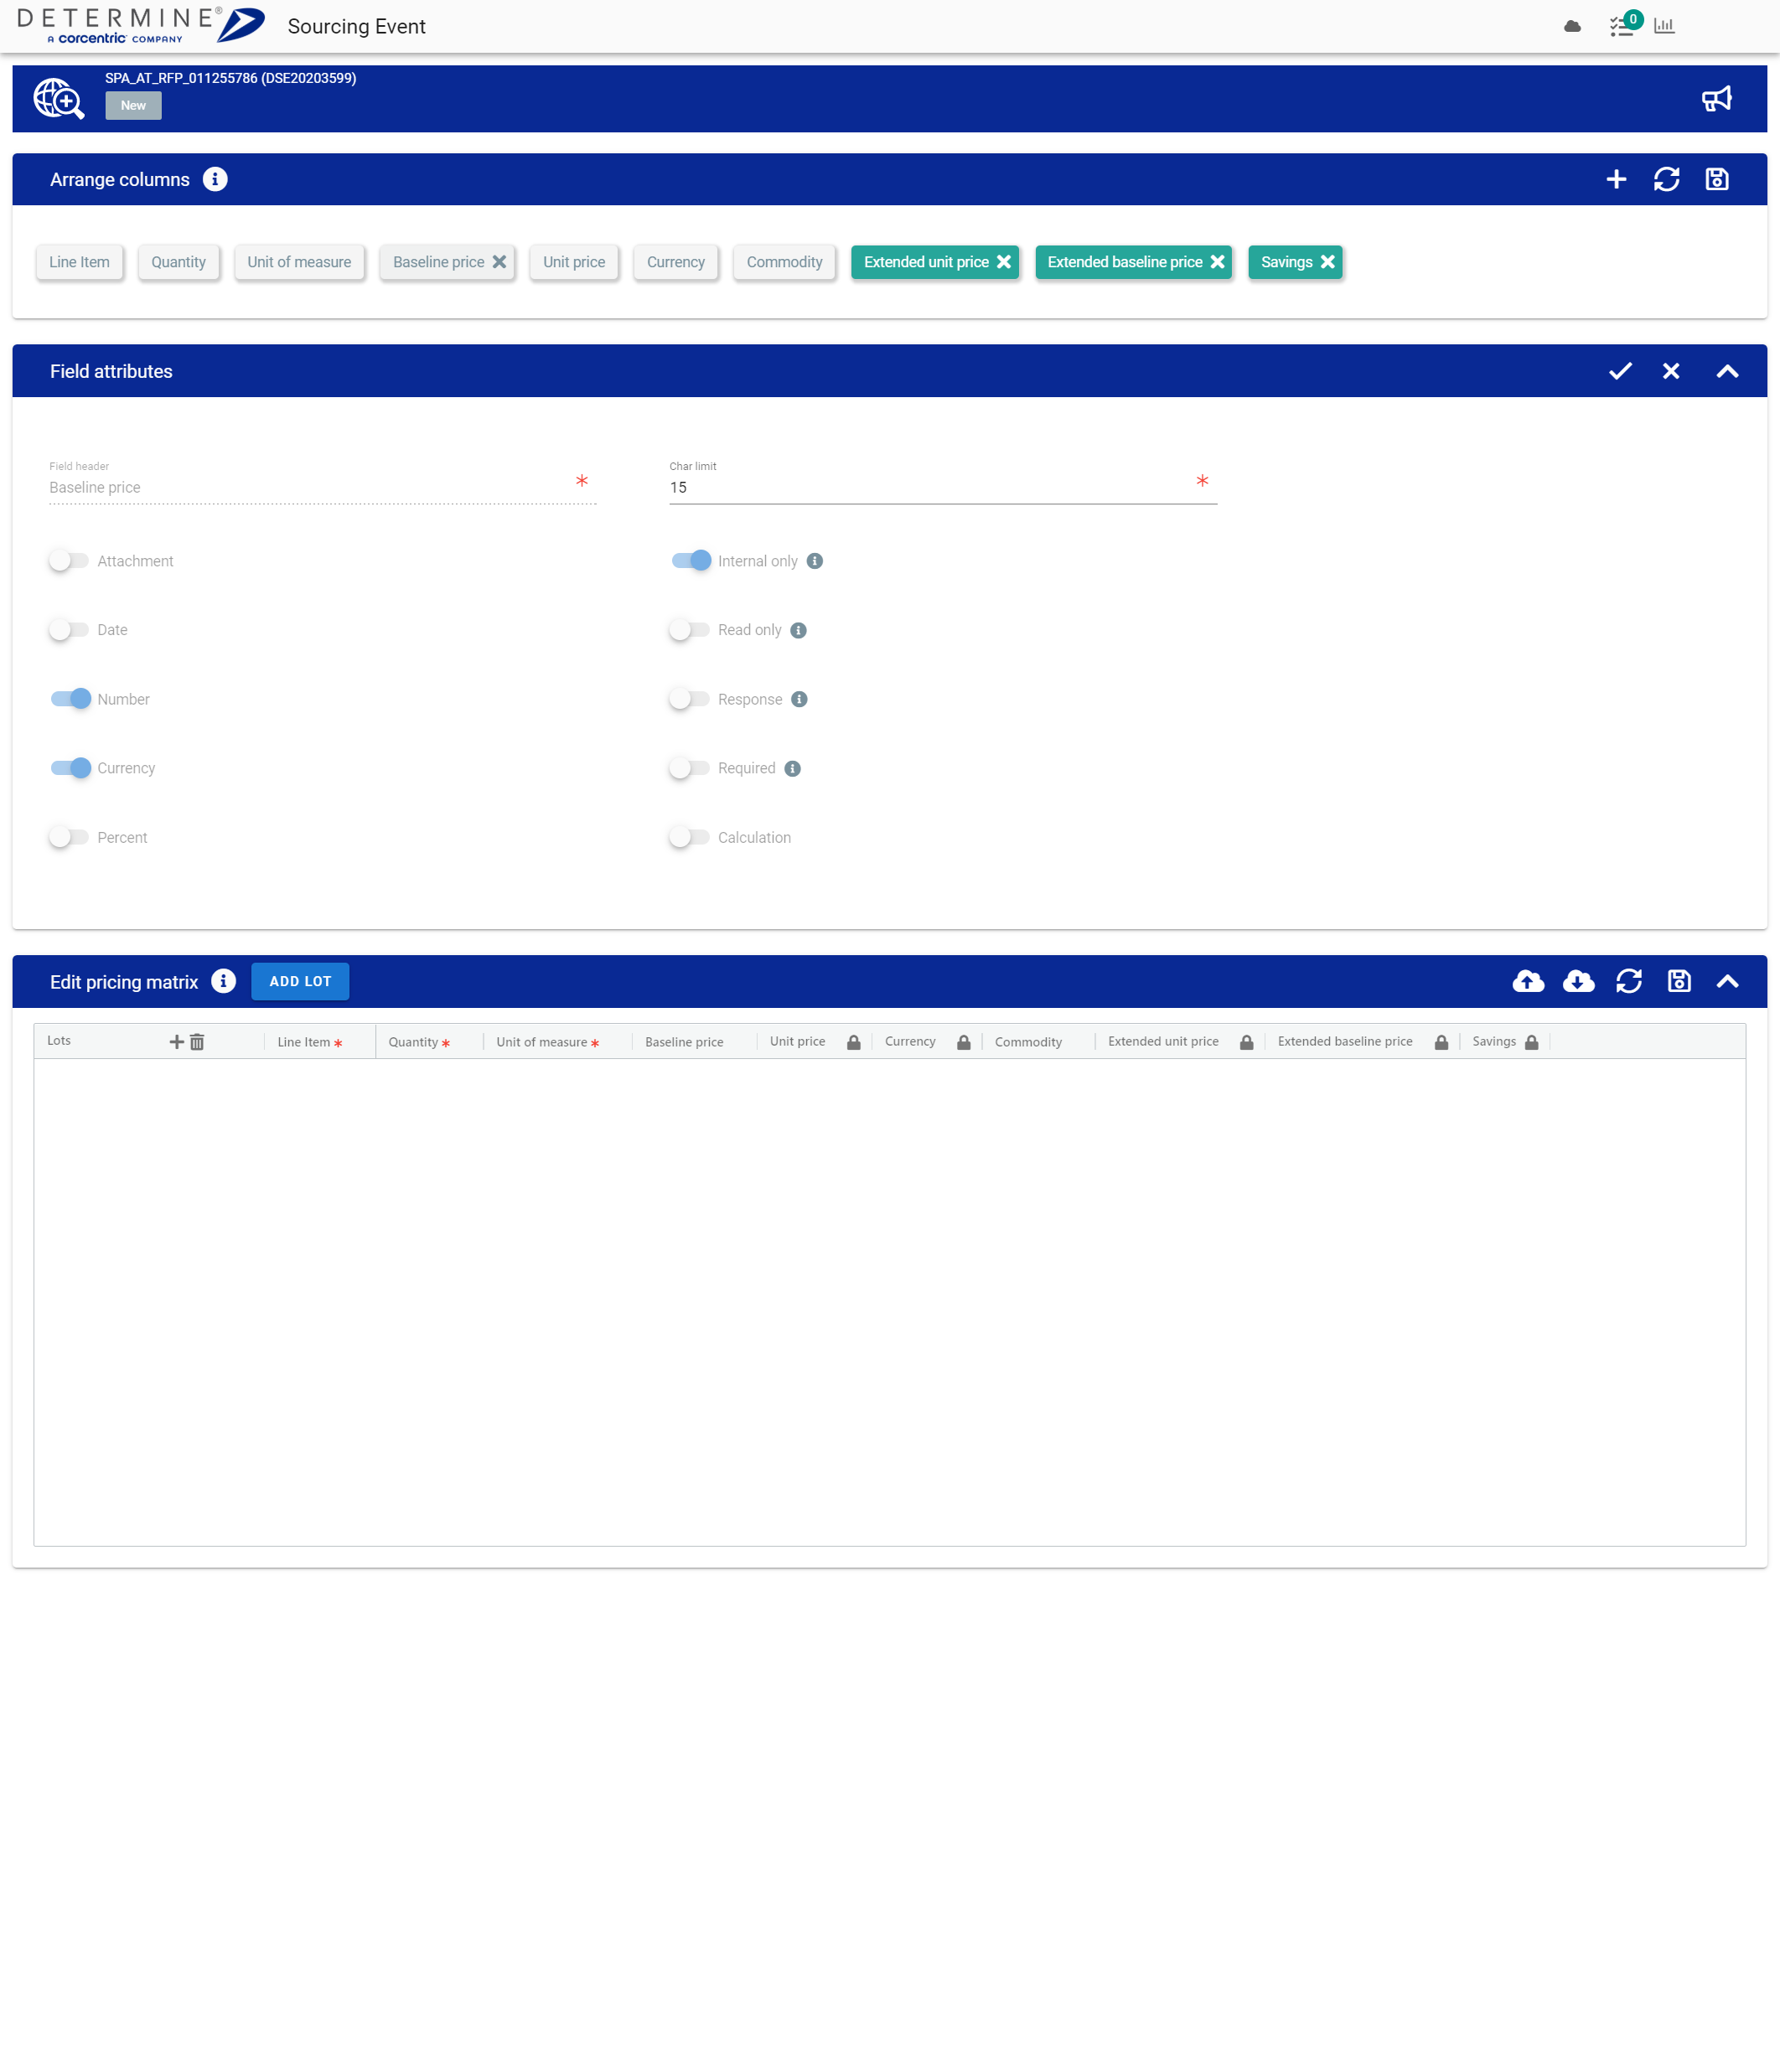 DETERMINE®
A corcentric COMPANY
Sourcing Event
0
SPA_AT_RFP_011255786 (DSE20203599)
New
Arrange columns
Line Item Quantity Unit of measure Baseline price Unit price Currency Commodity Extended unit price Extended baseline price Savings
Field attributes
Field header Char limit
Baseline price * 15 *
Attachment Internal only
Date Read only
Number Response
Currency Required
Percent Calculation
Edit pricing matrix ADD LOT
Lots Line Item * Quantity * Unit of measure * Baseline price Unit price Currency Commodity Extended unit price Extended baseline price Savings